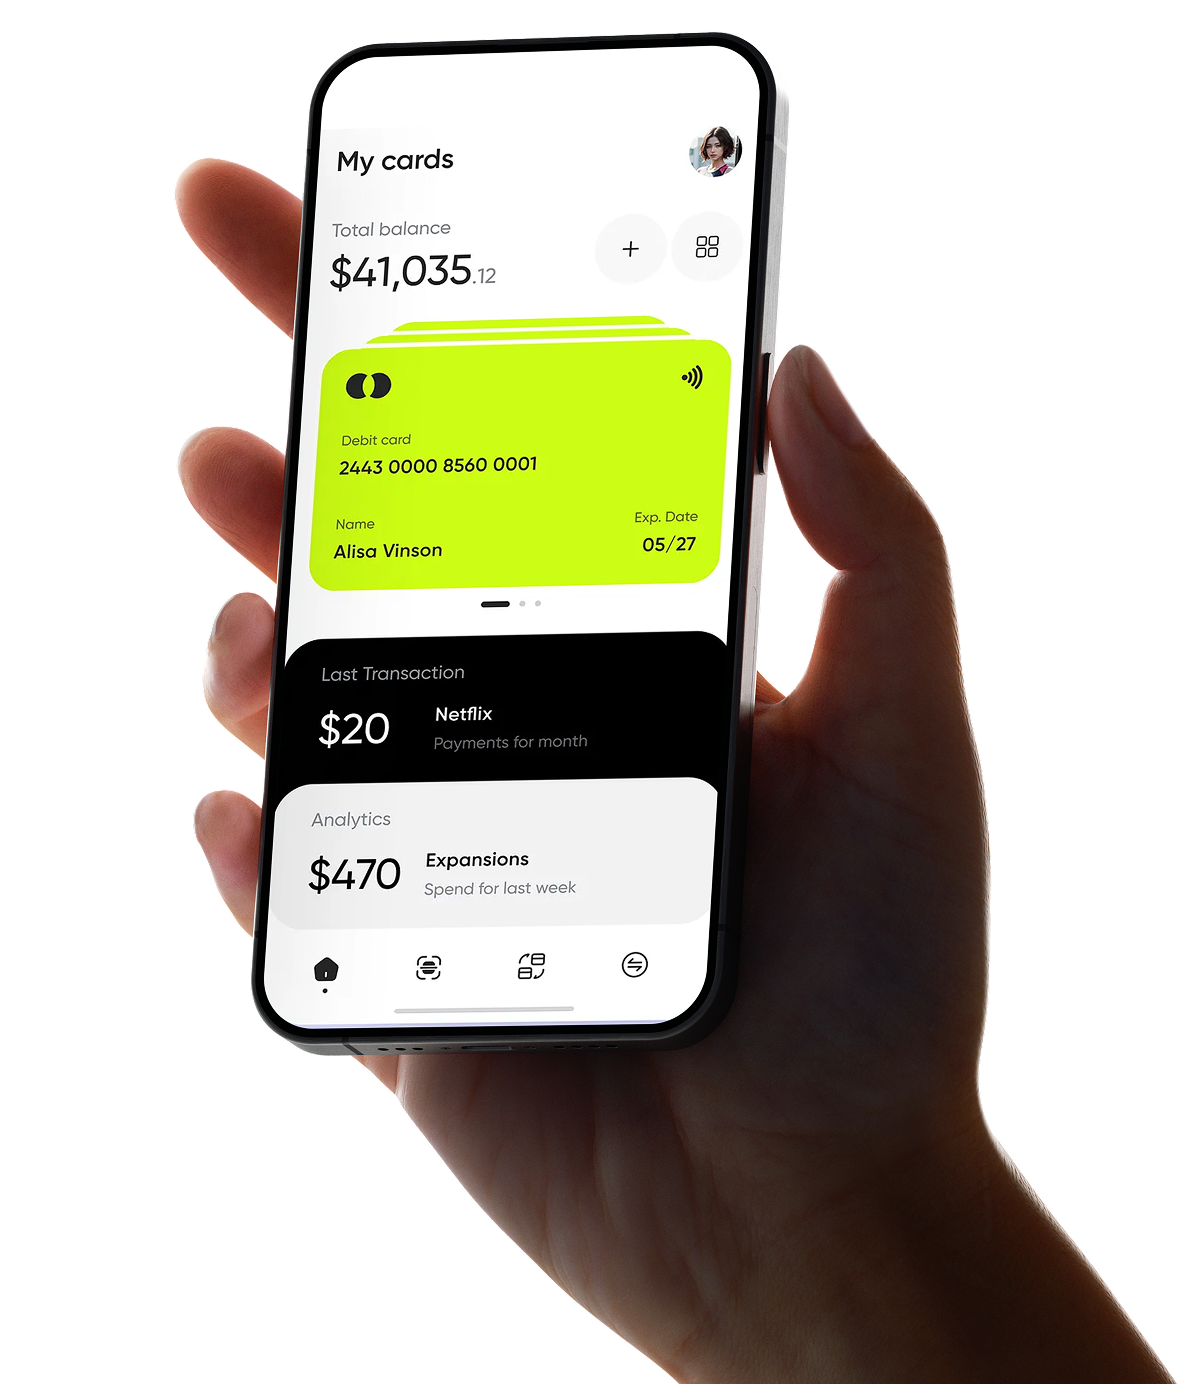 My cards
Total balance
$41,035.12
Debit card
2443 0000 8560 0001
Name
Exp. Date
Alisa Vinson
05/27
Last Transaction
$20
Netflix
Payments for month
Analytics
$470
Expansions
Spend for last week